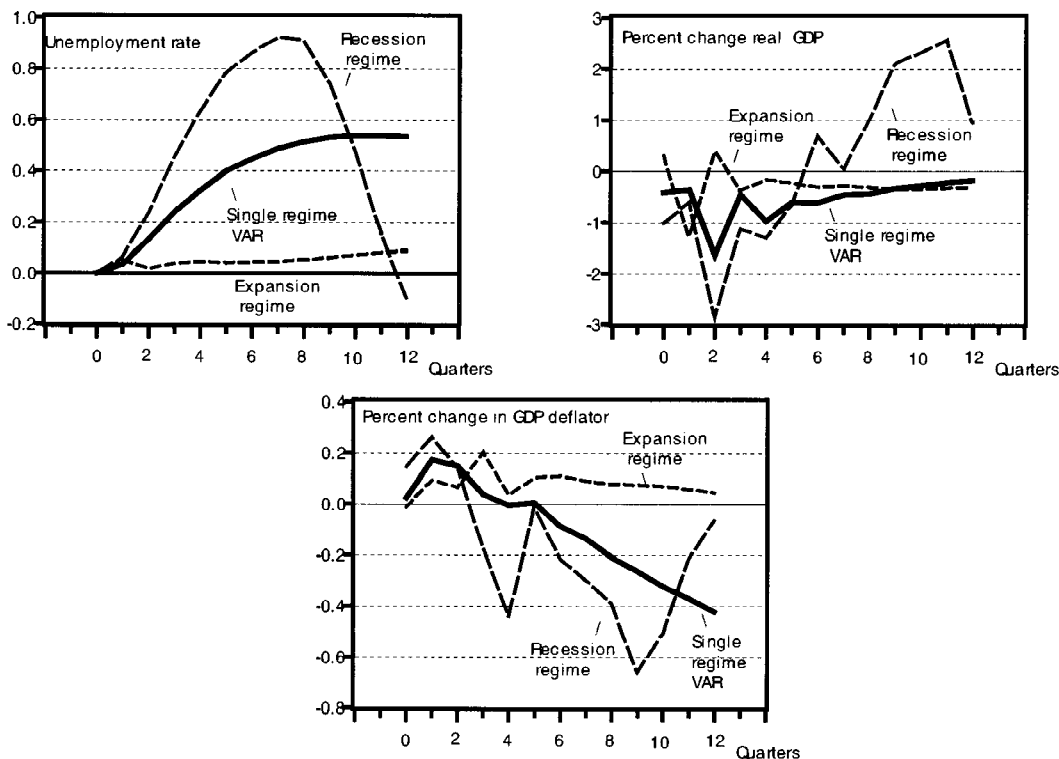 1.0
Unemployment rate
Recession
regime
0.8
0.6
0.4
Single regime
VAR
0.2
0.0
Expansion
regime
-0.2
0 2 4 6 8 10 12
Quarters
3
Percent change real GDP
2
Expansion
regime
Recession
regime
1
0
-1
Single regime
VAR
-2
-3
0 2 4 6 8 10 12
Quarters
0.4
Percent change in GDP deflator
Expansion
regime
0.2
0.0
-0.2
-0.4
Recession
regime
Single
regime
VAR
-0.6
-0.8
0 2 4 6 8 10 12
Quarters